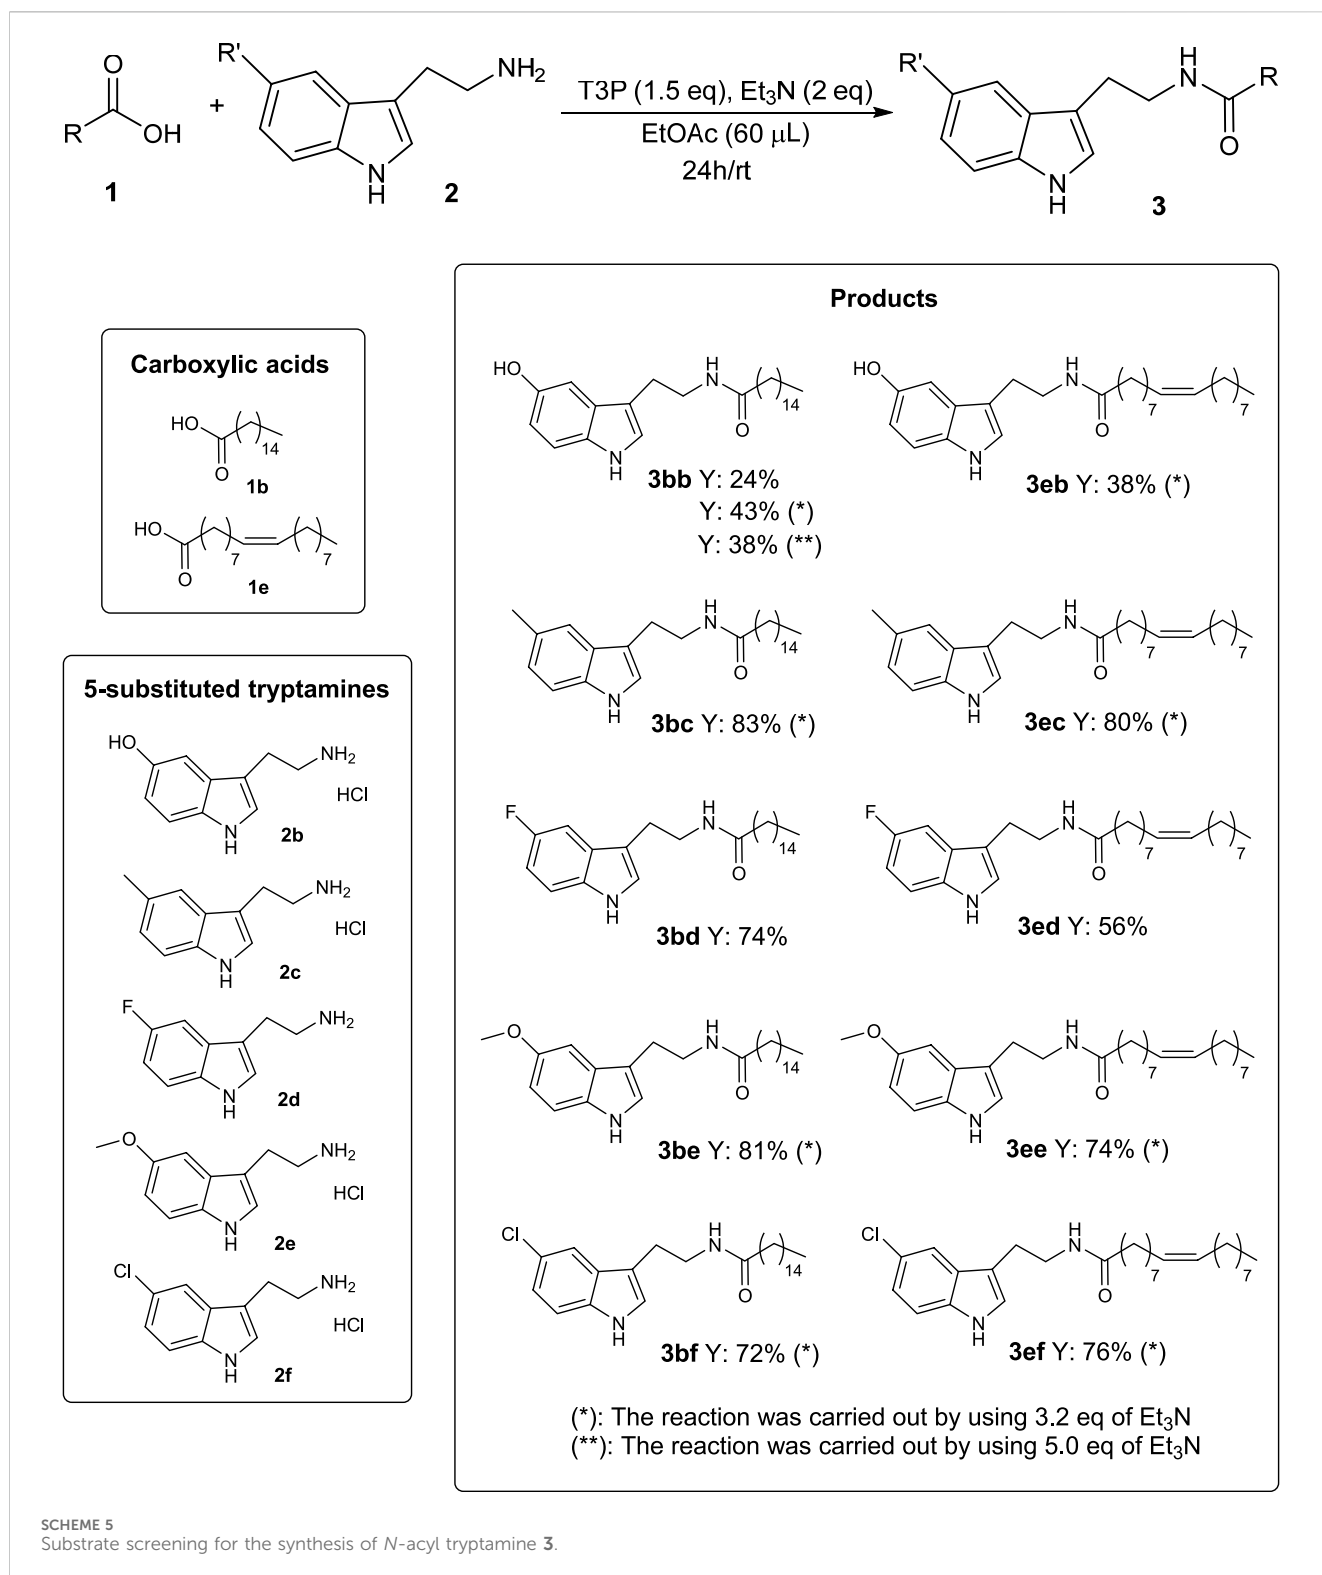 O
R
OH
1
+
R'
NH2
N
H
2
T3P (1.5 eq), Et3N (2 eq)
EtOAc (60 μL)
24h/rt
R'
H
N
R
O
N
H
3
Carboxylic acids
HO
O
14
1b
HO
O
7
7
1e
5-substituted tryptamines
HO
NH2
HCl
N
H
2b
NH2
HCl
N
H
2c
F
NH2
N
H
2d
O
NH2
HCl
N
H
2e
Cl
NH2
HCl
N
H
2f
Products
HO
H
N
14
O
N
H
3bb Y: 24%
Y: 43% (*)
Y: 38% (**)
HO
H
N
7
7
O
N
H
3eb Y: 38% (*)
H
N
14
O
N
H
3bc Y: 83% (*)
H
N
7
7
O
N
H
3ec Y: 80% (*)
F
H
N
14
O
N
H
3bd Y: 74%
F
H
N
7
7
O
N
H
3ed Y: 56%
O
H
N
14
O
N
H
3be Y: 81% (*)
O
H
N
7
7
O
N
H
3ee Y: 74% (*)
Cl
H
N
14
O
N
H
3bf Y: 72% (*)
Cl
H
N
7
7
O
N
H
3ef Y: 76% (*)
(*): The reaction was carried out by using 3.2 eq of Et3N
(**): The reaction was carried out by using 5.0 eq of Et3N
SCHEME 5
Substrate screening for the synthesis of N-acyl tryptamine 3.